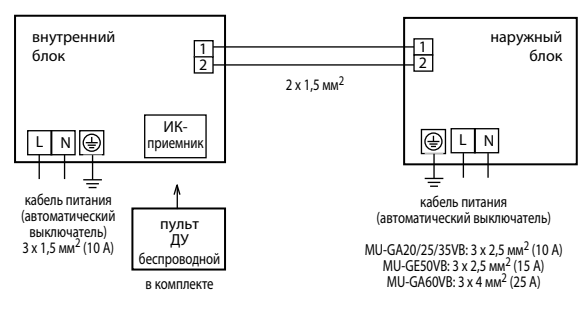 внутренний
блок
1
2
ИК-
приемник
L N
кабель питания
(автоматический
выключатель)
3 x 1,5 мм² (10 А)
пульт
ДУ
беспроводной
в комплекте
2 x 1,5 мм²
наружный
блок
1
2
L N
кабель питания
(автоматический выключатель)
MU-GA20/25/35VB: 3 x 2,5 мм² (10 А)
MU-GE50VB: 3 x 2,5 мм² (15 А)
MU-GA60VB: 3 x 4 мм² (25 А)